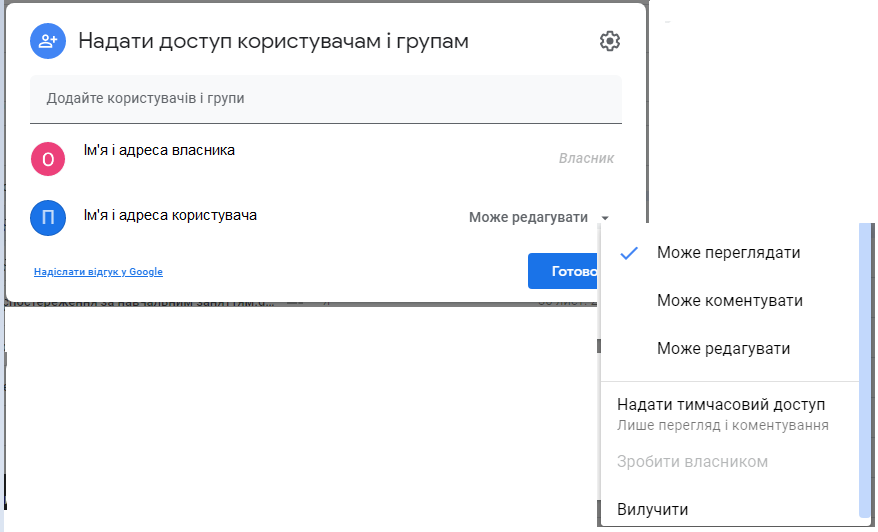 Надати доступ користувачам і групам
Додайте користувачів і групи
О
Ім'я і адреса власника
Власник
П
Ім'я і адреса користувача
Може редагувати
Надіслати відгук у Google
Готово
Може переглядати
Може коментувати
Може редагувати
Надати тимчасовий доступ
Лише перегляд і коментування
Зробити власником
Вилучити